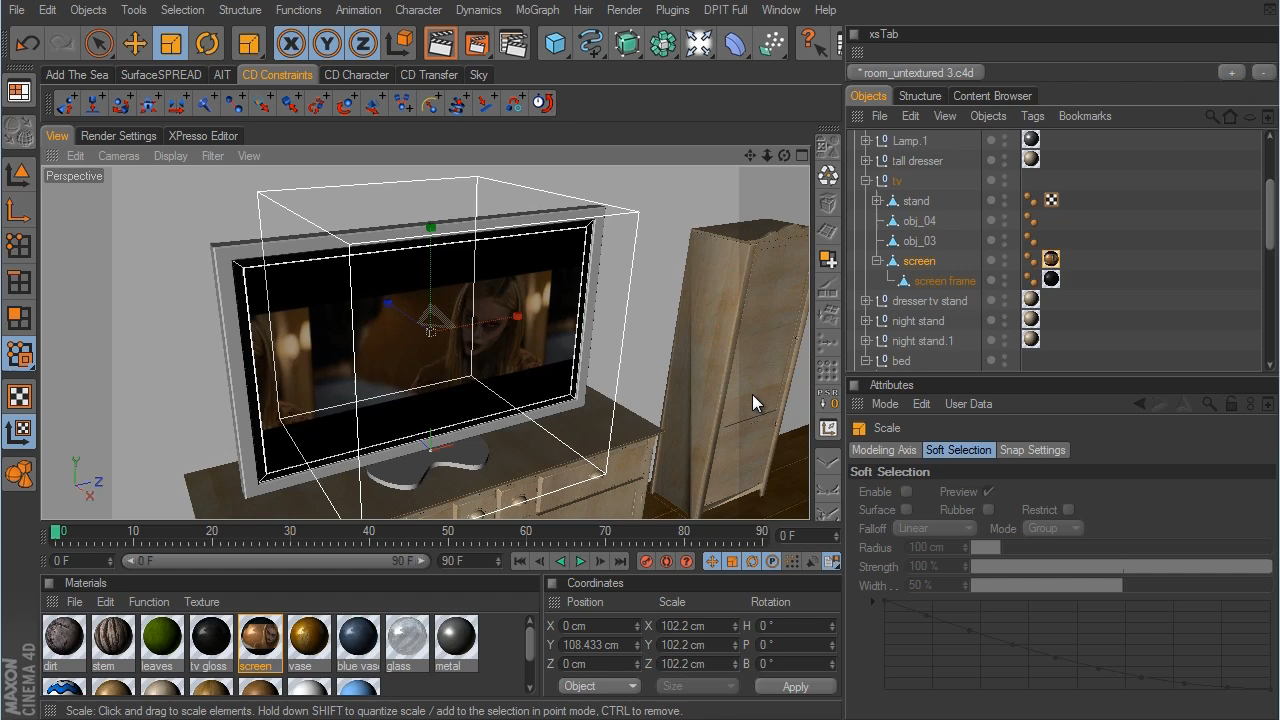 File Edit Objects Tools Selection Structure Functions Animation Character Dynamics MoGraph Hair Render Plugins DPIT Full Window Help
X Y Z
xsTab
* room_untextured 3.c4d + -
Add The Sea SurfaceSPREAD AIT CD Constraints CD Character CD Transfer Sky
Objects Structure Content Browser
File Edit View Objects Tags Bookmarks
View Render Settings XPresso Editor
Edit Cameras Display Filter View
Perspective
Lamp.1
tall dresser
tv
stand
obj_04
obj_03
screen
screen frame
dresser tv stand
night stand
night stand.1
bed
PSR
0
Y Z X
Attributes
Mode Edit User Data
Scale
Modeling Axis Soft Selection Snap Settings
Soft Selection
Enable Preview
Surface Rubber Restrict
Falloff Linear Mode Group
Radius 100 cm
Strength 100 %
Width . . 50 %
0 10 20 30 40 50 60 70 80 90 0 F
0 F 0 F 90 F 90 F
Materials
File Edit Function Texture
dirt stem leaves tv gloss screen vase blue vase glass metal
Coordinates
Position Scale Rotation
X 0 cm X 102.2 cm H 0 °
Y 108.433 cm Y 102.2 cm P 0 °
Z 0 cm Z 102.2 cm B 0 °
Object Size Apply
MAXON
CINEMA 4D
Scale: Click and drag to scale elements. Hold down SHIFT to quantize scale / add to the selection in point mode, CTRL to remove.